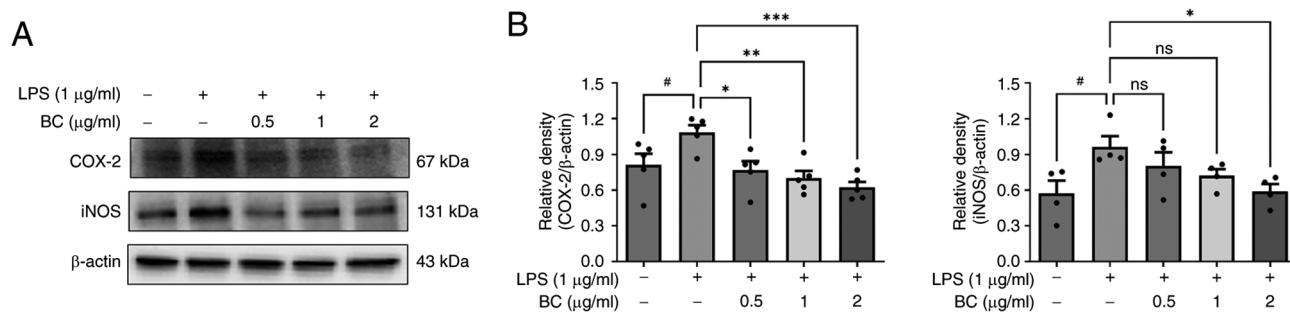 A
LPS (1 μg/ml) – + + + +
BC (μg/ml) – – 0.5 1 2
COX-2 67 kDa
iNOS 131 kDa
β-actin 43 kDa
B
***
**
# *
Relative density
(COX-2/β-actin)
1.5
1.2
0.9
0.6
0.3
0.0
LPS (1 μg/ml) – + + + +
BC (μg/ml) – – 0.5 1 2
*
ns
# ns
Relative density
(iNOS/β-actin)
1.5
1.2
0.9
0.6
0.3
0.0
LPS (1 μg/ml) – + + + +
BC (μg/ml) – – 0.5 1 2